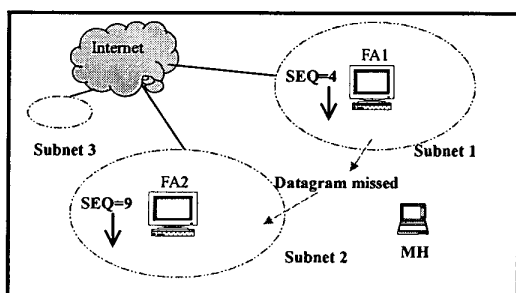 Internet
FA1
SEQ=4
Subnet 1
Subnet 3
FA2
Datagram missed
SEQ=9
Subnet 2
MH